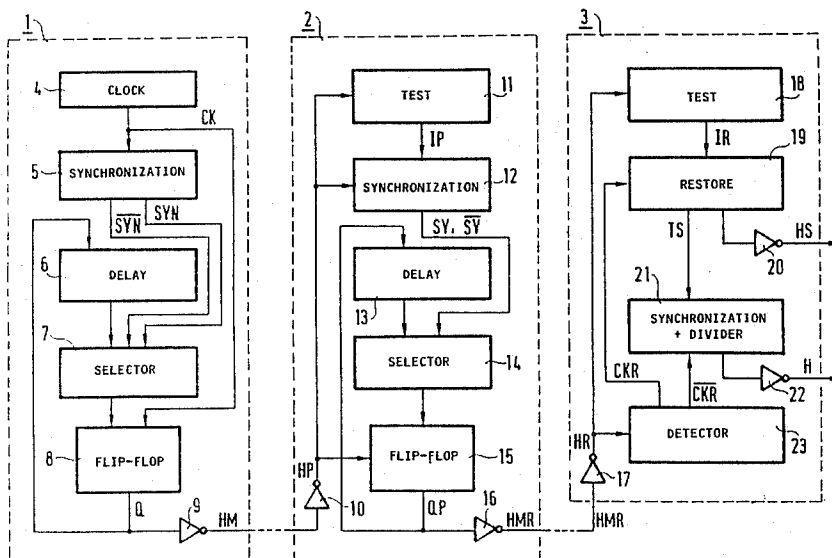 1
4
CLOCK
CK
5
SYNCHRONIZATION
SYN
SYN
6
DELAY
7
SELECTOR
8
FLIP-FLOP
Q
9
HM
2
TEST
11
IP
SYNCHRONIZATION
12
SY, SY
DELAY
13
SELECTOR
14
FLIP-FLOP
15
HP
10
QP
16
HMR
3
TEST
18
IR
19
RESTORE
TS
HS
20
21
SYNCHRONIZATION
+ DIVIDER
CKR
CKR
H
22
HR
DETECTOR
23
17
HMR